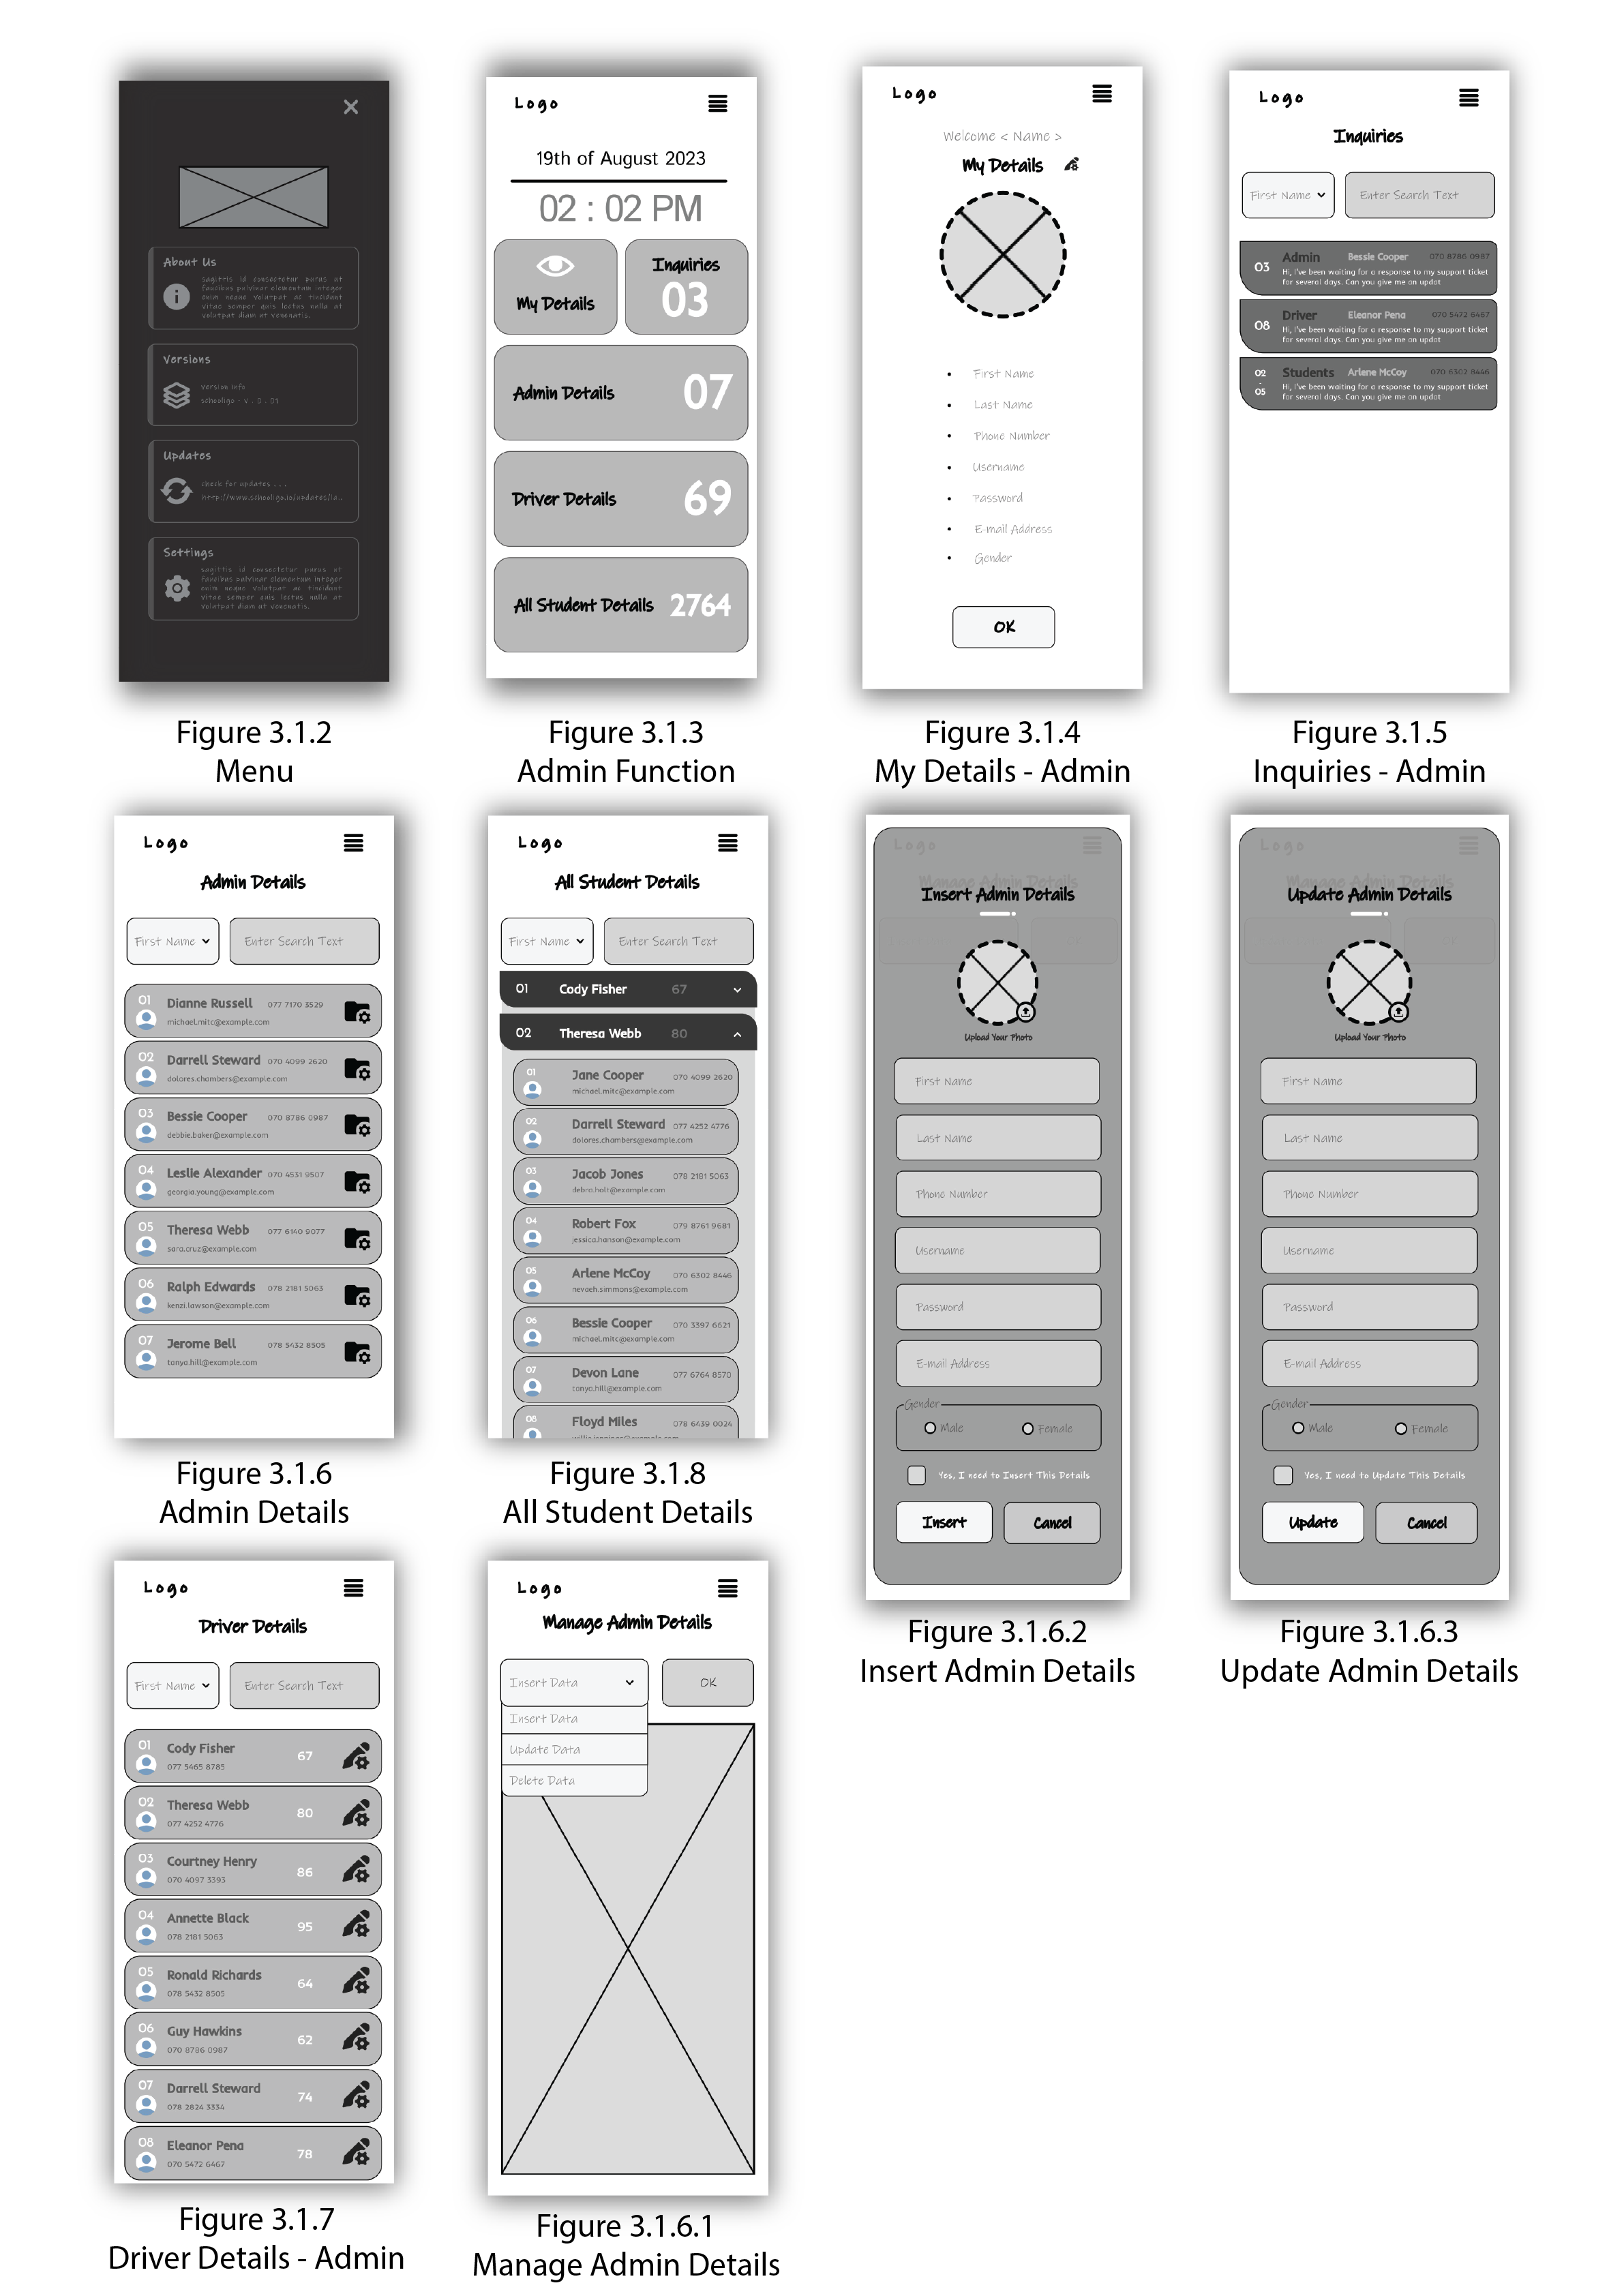 About Us
sagittis id consectetur purus ut
faucibus pulvinar elementum integer
enim neque volutpat ac tincidunt
vitae semper quis lectus nulla at
volutpat diam ut venenatis.
Versions
version info
schooligo - v . 0 . 01
Updates
check for updates . . .
http://www.schooligo.io/updates/la..
Settings
sagittis id consectetur purus ut
faucibus pulvinar elementum integer
enim neque volutpat ac tincidunt
vitae semper quis lectus nulla at
volutpat diam ut venenatis.
Figure 3.1.2
Menu
Logo
19th of August 2023
02 : 02 PM
My Details
Inquiries
03
Admin Details 07
Driver Details 69
All Student Details 2764
Figure 3.1.3
Admin Function
Logo
Welcome < Name >
My Details
• First Name
• Last Name
• Phone Number
• Username
• Password
• E-mail Address
• Gender
OK
Figure 3.1.4
My Details - Admin
Logo
Inquiries
First Name Enter Search Text
03 Admin Bessie Cooper 070 8786 0987
Hi, I've been waiting for a response to my support ticket
for several days. Can you give me an updat
08 Driver Eleanor Pena 070 5472 6467
Hi, I've been waiting for a response to my support ticket
for several days. Can you give me an updat
02 - 05 Students Arlene McCoy 070 6302 8446
Hi, I've been waiting for a response to my support ticket
for several days. Can you give me an updat
Figure 3.1.5
Inquiries - Admin
Logo
Admin Details
First Name Enter Search Text
01 Dianne Russell 077 7170 3529
michael.mitc@example.com
02 Darrell Steward 070 4099 2620
dolores.chambers@example.com
03 Bessie Cooper 070 8786 0987
debbie.baker@example.com
04 Leslie Alexander 070 4531 9507
georgia.young@example.com
05 Theresa Webb 077 6140 9077
sara.cruz@example.com
06 Ralph Edwards 078 2181 5063
kenzi.lawson@example.com
07 Jerome Bell 078 5432 8505
tanya.hill@example.com
Figure 3.1.6
Admin Details
Logo
All Student Details
First Name Enter Search Text
01 Cody Fisher 67
02 Theresa Webb 80
01 Jane Cooper 070 4099 2620
michael.mitc@example.com
02 Darrell Steward 077 4252 4776
dolores.chambers@example.com
03 Jacob Jones 078 2181 5063
debra.holt@example.com
04 Robert Fox 079 8761 9681
jessica.hanson@example.com
05 Arlene McCoy 070 6302 8446
nevaeh.simmons@example.com
06 Bessie Cooper 070 3397 6621
michael.mitc@example.com
07 Devon Lane 077 6764 8570
tanya.hill@example.com
08 Floyd Miles 078 6439 0024
Figure 3.1.8
All Student Details
Logo
Manage Admin Details
Insert Admin Details
Upload Your Photo
First Name
Last Name
Phone Number
Username
Password
E-mail Address
Gender
Male Female
Yes, I need to Insert This Details
Insert Cancel
Figure 3.1.6.2
Insert Admin Details
Logo
Manage Admin Details
Update Admin Details
Upload Your Photo
First Name
Last Name
Phone Number
Username
Password
E-mail Address
Gender
Male Female
Yes, I need to Update This Details
Update Cancel
Figure 3.1.6.3
Update Admin Details
Logo
Driver Details
First Name Enter Search Text
01 Cody Fisher 67
077 5465 8785
02 Theresa Webb 80
077 4252 4776
03 Courtney Henry 86
070 4097 3393
04 Annette Black 95
078 2181 5063
05 Ronald Richards 64
078 5432 8505
06 Guy Hawkins 62
070 8786 0987
07 Darrell Steward 74
078 2824 3334
08 Eleanor Pena 78
070 5472 6467
Figure 3.1.7
Driver Details - Admin
Logo
Manage Admin Details
Insert Data OK
Insert Data
Update Data
Delete Data
Figure 3.1.6.1
Manage Admin Details